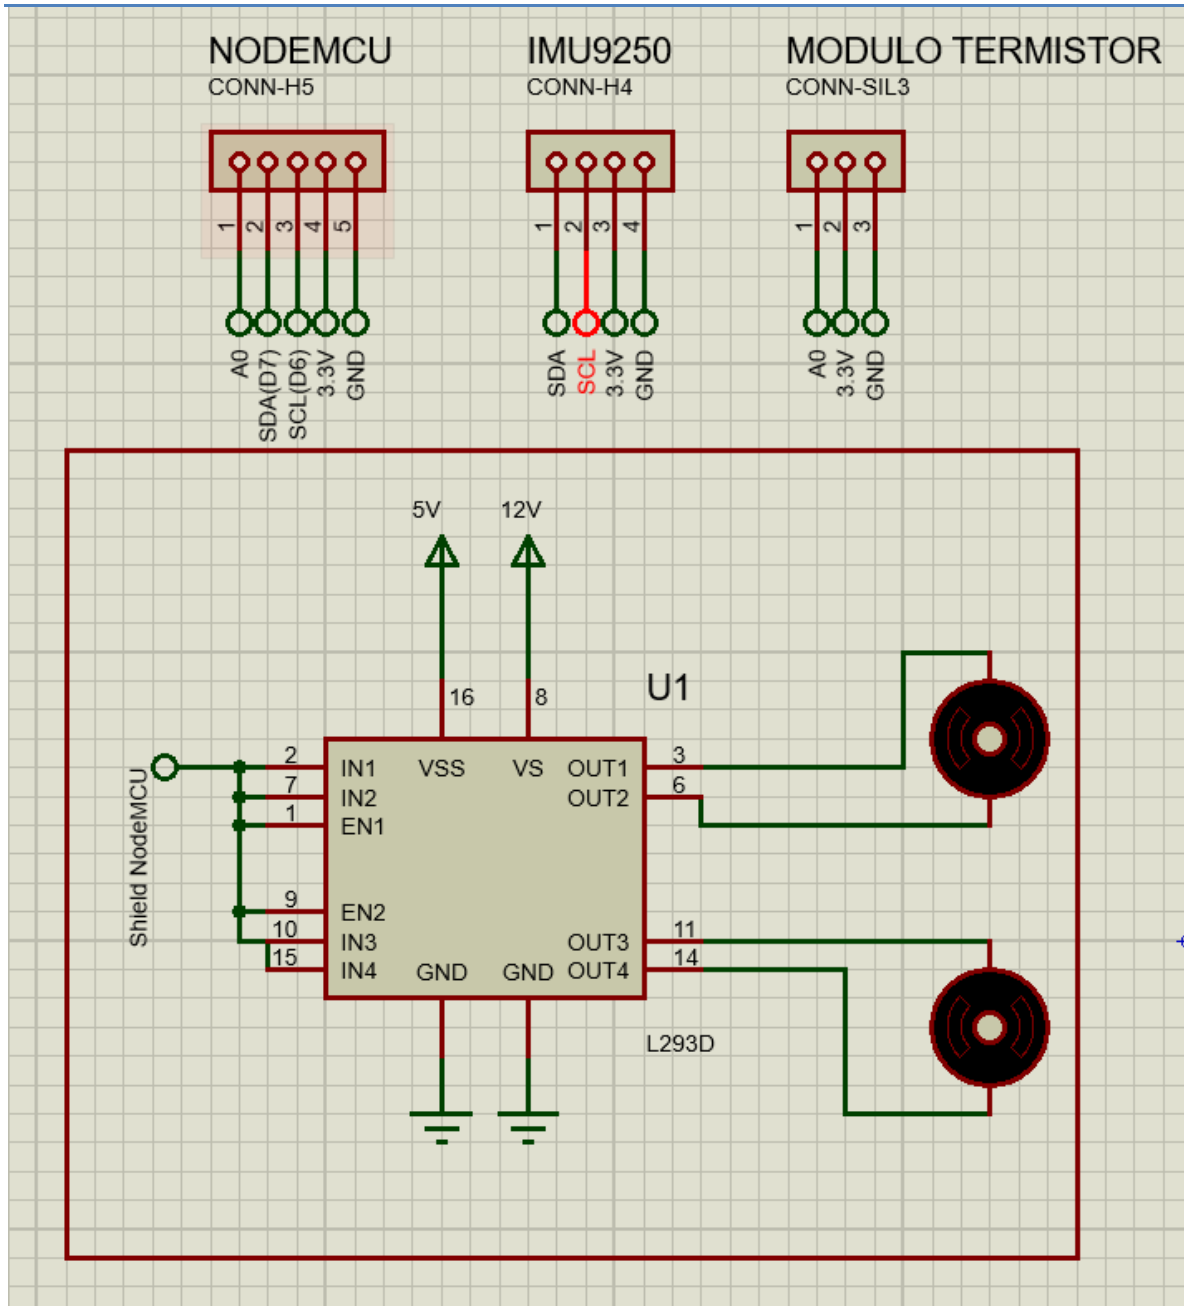 NODEMCU
CONN-H5
IMU9250
CONN-H4
MODULO TERMISTOR
CONN-SIL3
1
2
3
4
5
1
2
3
4
1
2
3
A0
SDA(D7)
SCL(D6)
3.3V
GND
SDA
SCL
3.3V
GND
A0
3.3V
GND
5V
12V
16
8
U1
Shield NodeMCU
2
7
1
9
10
15
IN1
IN2
EN1
EN2
IN3
IN4
VSS
VS
GND
GND
OUT1
OUT2
OUT3
OUT4
3
6
11
14
L293D